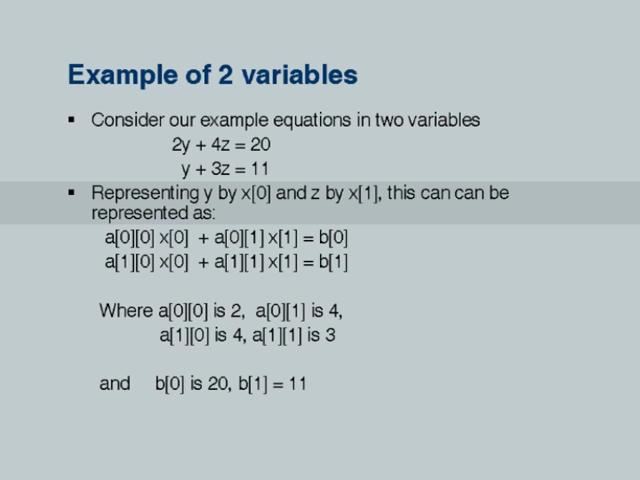 Example of 2 variables
▪ Consider our example equations in two variables
2y + 4z = 20
y + 3z = 11
▪ Representing y by x[0] and z by x[1], this can can be
represented as:
a[0][0] x[0] + a[0][1] x[1] = b[0]
a[1][0] x[0] + a[1][1] x[1] = b[1]
Where a[0][0] is 2, a[0][1] is 4,
a[1][0] is 4, a[1][1] is 3
and b[0] is 20, b[1] = 11